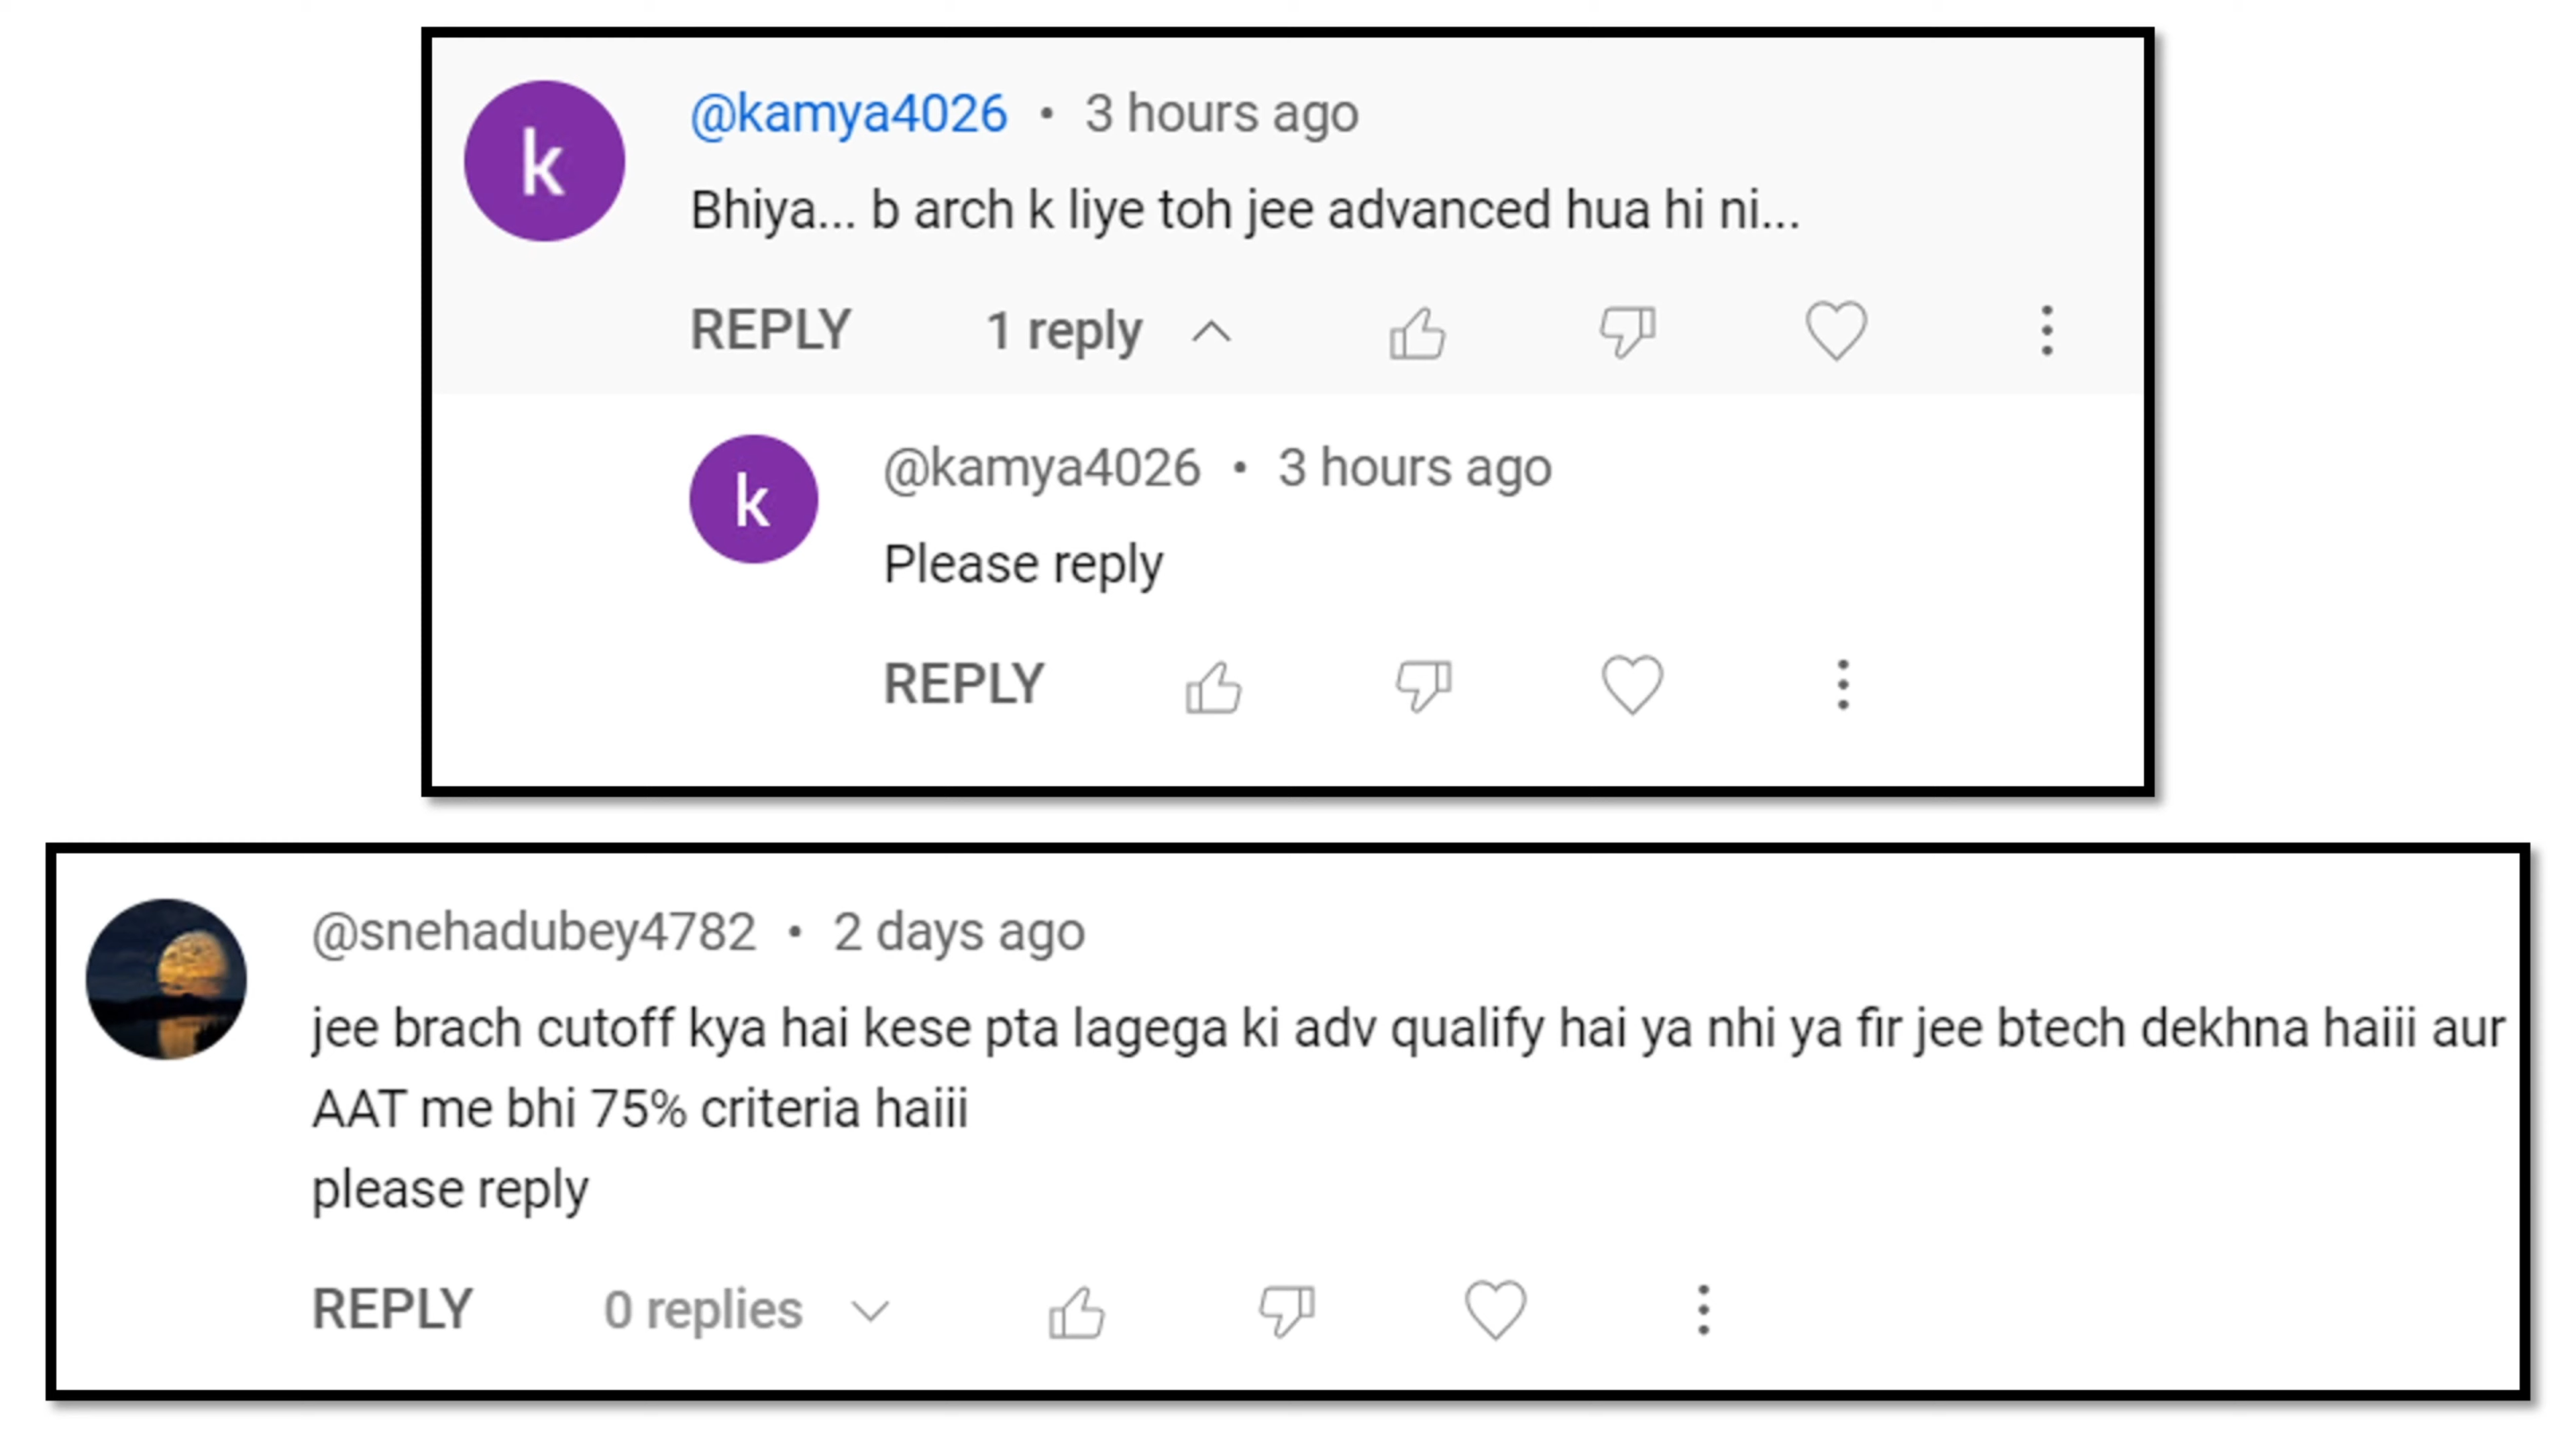 k
@kamya4026 • 3 hours ago
Bhiya... b arch k liye toh jee advanced hua hi ni...
REPLY 1 reply
k
@kamya4026 • 3 hours ago
Please reply
REPLY
@snehadubey4782 • 2 days ago
jee brach cutoff kya hai kese pta lagega ki adv qualify hai ya nhi ya fir jee btech dekhna haiii aur
AAT me bhi 75% criteria haiii
please reply
REPLY 0 replies